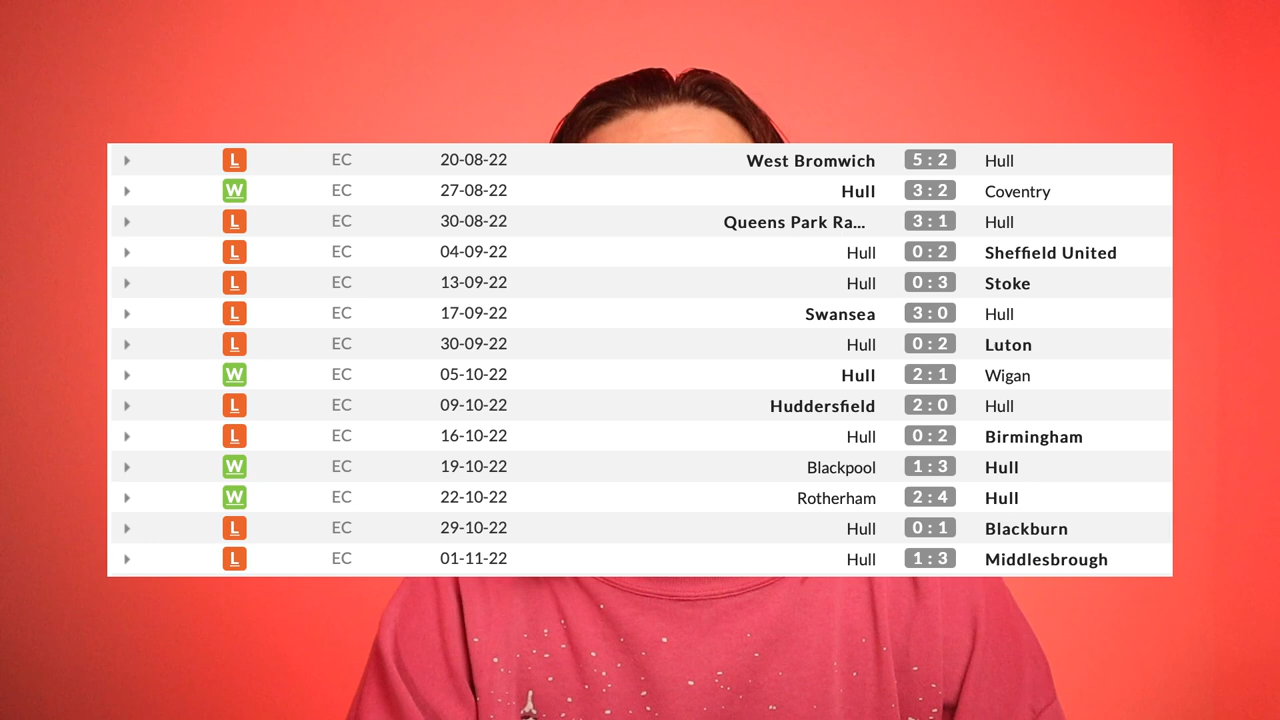 L EC 20-08-22 West Bromwich 5 : 2 Hull
W EC 27-08-22 Hull 3 : 2 Coventry
L EC 30-08-22 Queens Park Ra... 3 : 1 Hull
L EC 04-09-22 Hull 0 : 2 Sheffield United
L EC 13-09-22 Hull 0 : 3 Stoke
L EC 17-09-22 Swansea 3 : 0 Hull
L EC 30-09-22 Hull 0 : 2 Luton
W EC 05-10-22 Hull 2 : 1 Wigan
L EC 09-10-22 Huddersfield 2 : 0 Hull
L EC 16-10-22 Hull 0 : 2 Birmingham
W EC 19-10-22 Blackpool 1 : 3 Hull
W EC 22-10-22 Rotherham 2 : 4 Hull
L EC 29-10-22 Hull 0 : 1 Blackburn
L EC 01-11-22 Hull 1 : 3 Middlesbrough